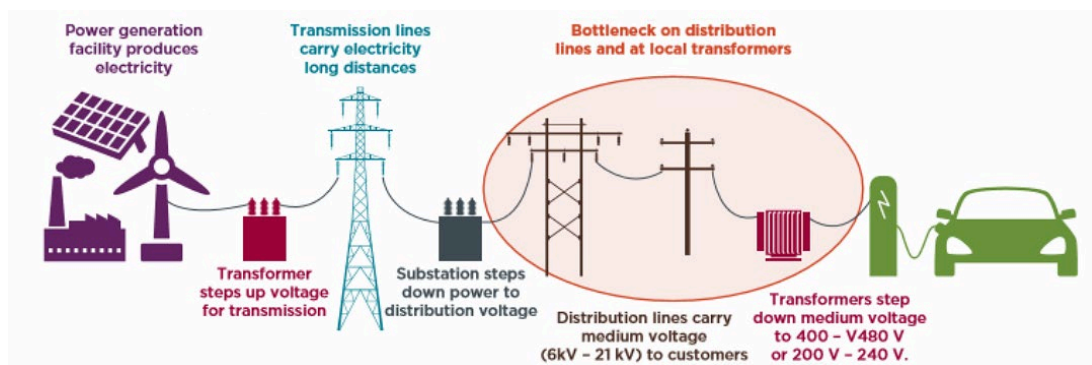 Power generation
facility produces
electricity
Transmission lines
carry electricity
long distances
Bottleneck on distribution
lines and at local transformers
Transformer
steps up voltage
for transmission
Substation steps
down power to
distribution voltage
Distribution lines carry
medium voltage
(6kV – 21 kV) to customers
Transformers step
down medium voltage
to 400 – V480 V
or 200 V – 240 V.